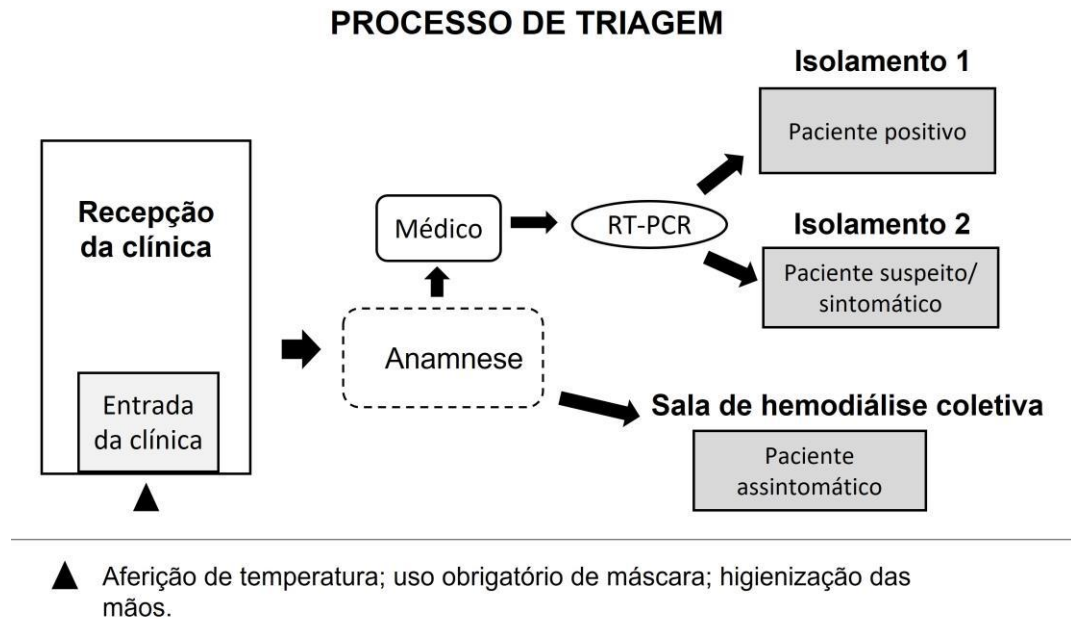 PROCESSO DE TRIAGEM
Isolamento 1
Paciente positivo
Recepção
da clínica
Médico
RT-PCR
Isolamento 2
Paciente suspeito/
sintomático
Anamnese
Entrada
da clínica
Sala de hemodiálise coletiva
Paciente
assintomático
Aferição de temperatura; uso obrigatório de máscara; higienização das
mãos.